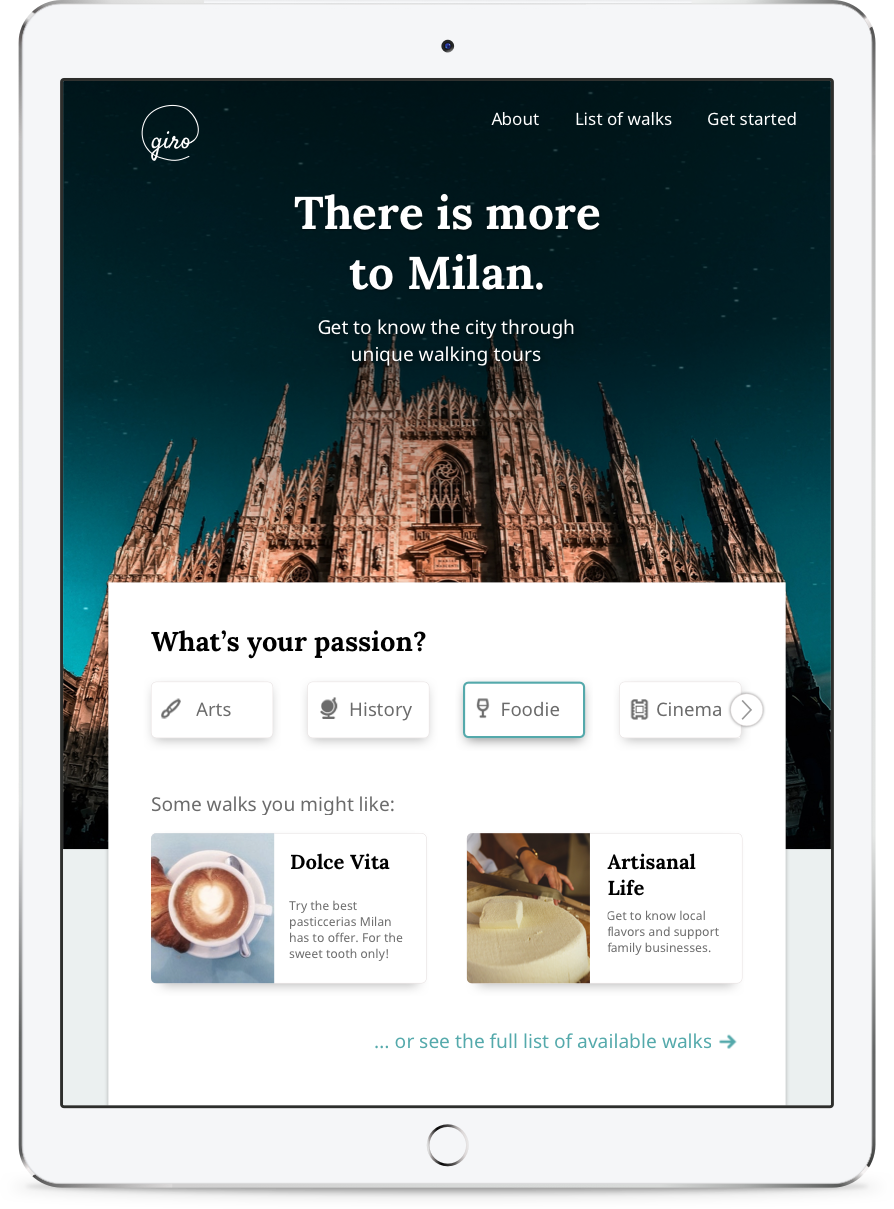 giro
About List of walks Get started
There is more
to Milan.
Get to know the city through
unique walking tours
What’s your passion?
Arts
History
Foodie
Cinema
Some walks you might like:
Dolce Vita
Try the best
pasticcerias Milan
has to offer. For the
sweet tooth only!
Artisanal
Life
Get to know local
flavors and support
family businesses.
... or see the full list of available walks